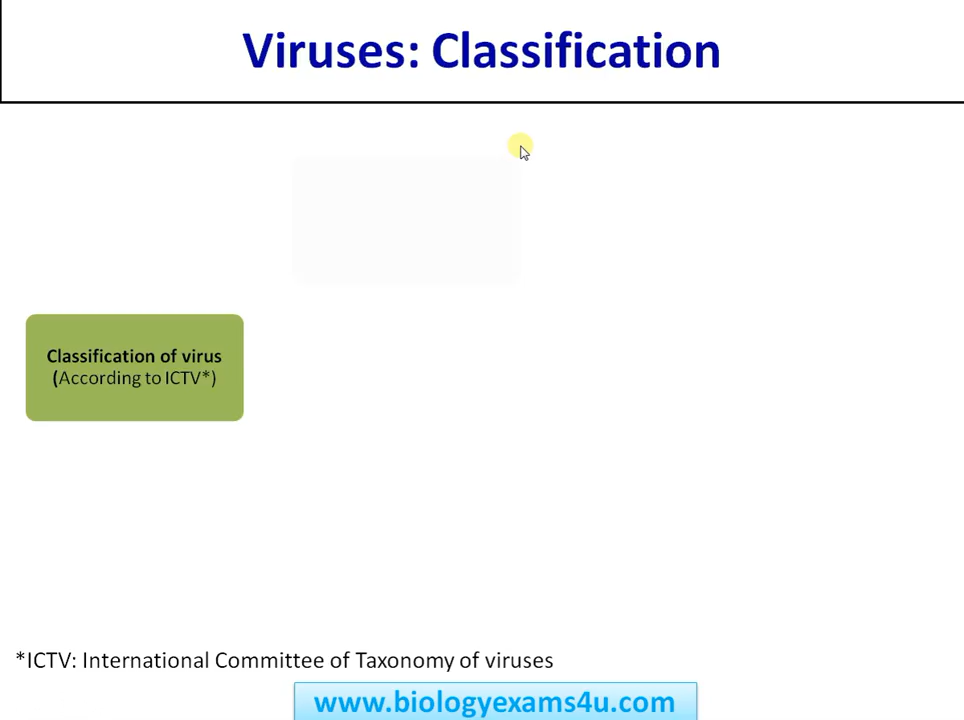 Viruses: Classification
Classification of virus
(According to ICTV*)
*ICTV: International Committee of Taxonomy of viruses
www.biologyexams4u.com